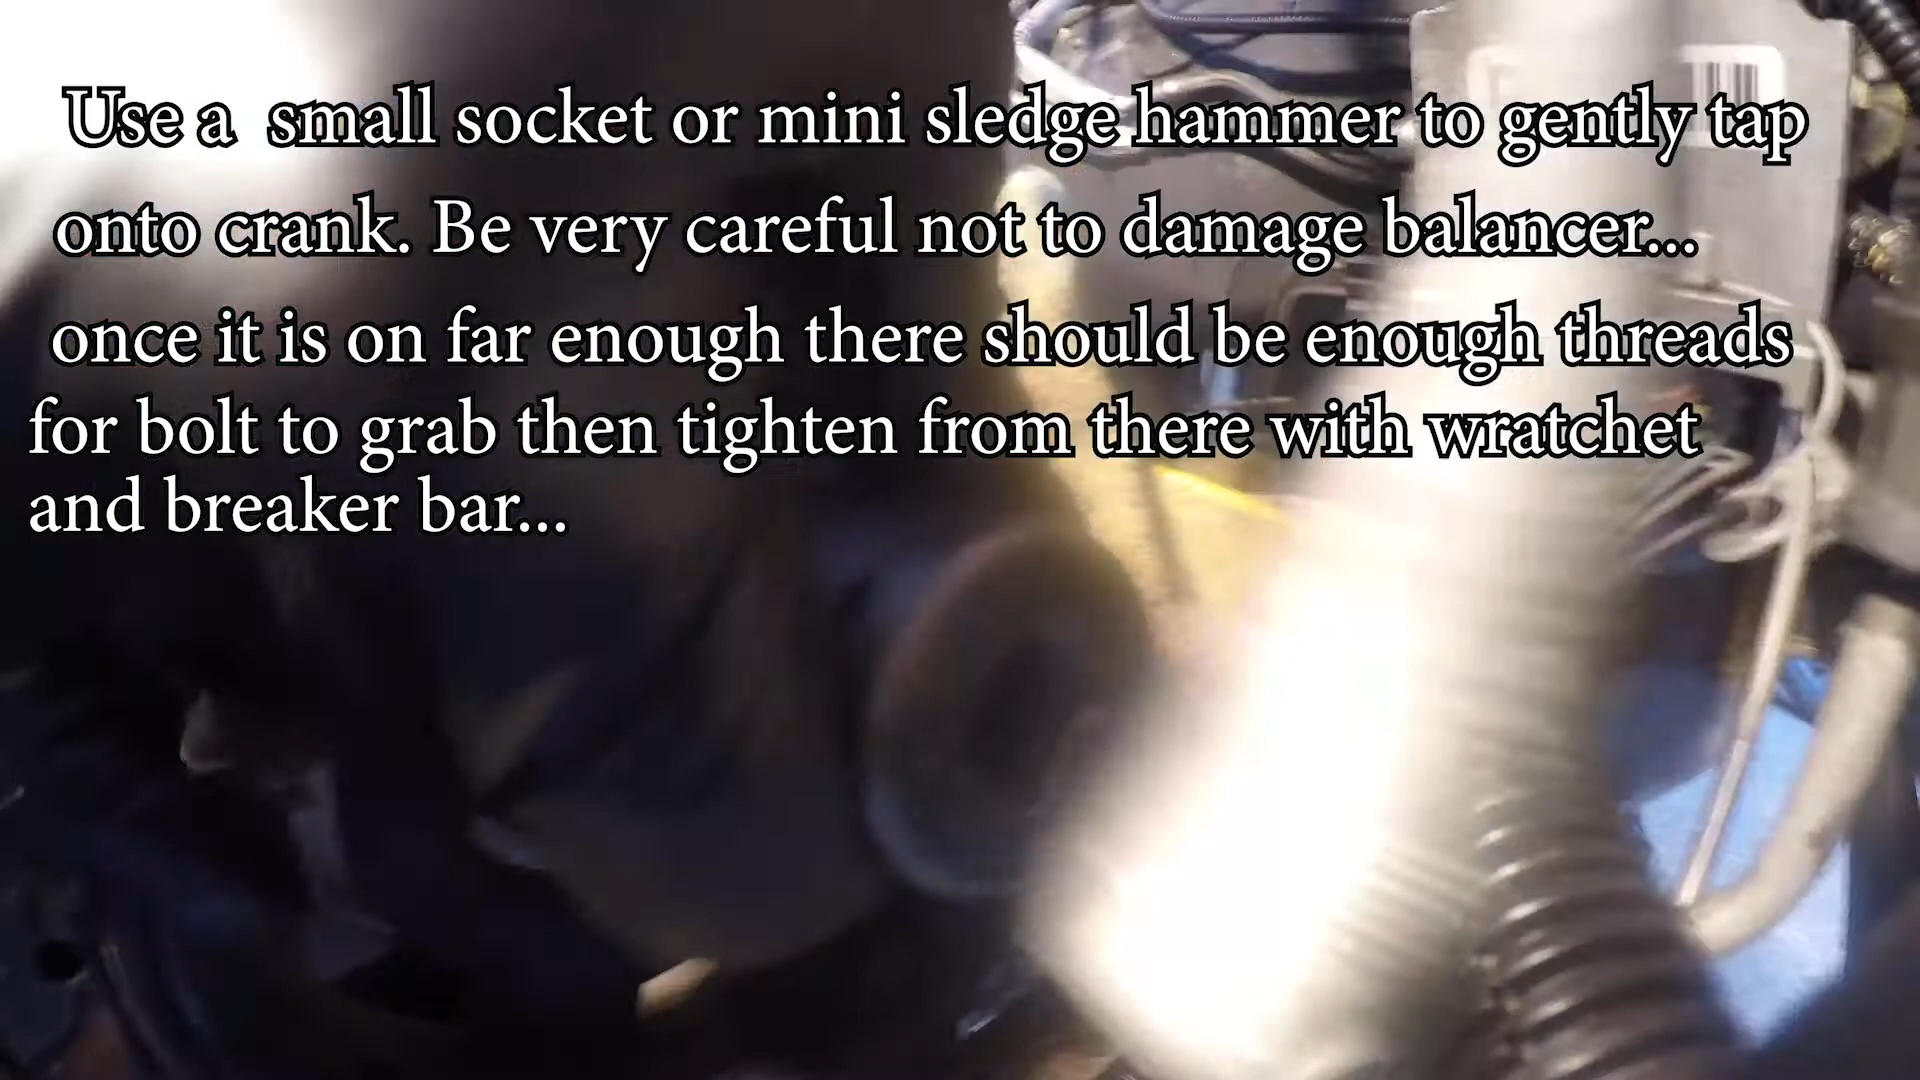 Use a small socket or mini sledge hammer to gently tap
onto crank. Be very careful not to damage balancer...
once it is on far enough there should be enough threads
for bolt to grab then tighten from there with wratchet
and breaker bar...